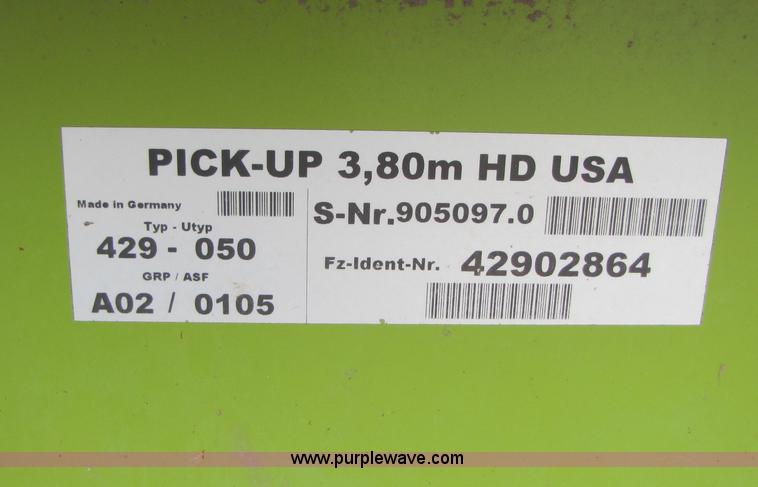 PICK-UP 3,80m HD USA
Made in Germany
Typ - Utyp
429 - 050
GRP / ASF
A02 / 0105
S-Nr.905097.0
Fz-Ident-Nr. 42902864
www.purplewave.com